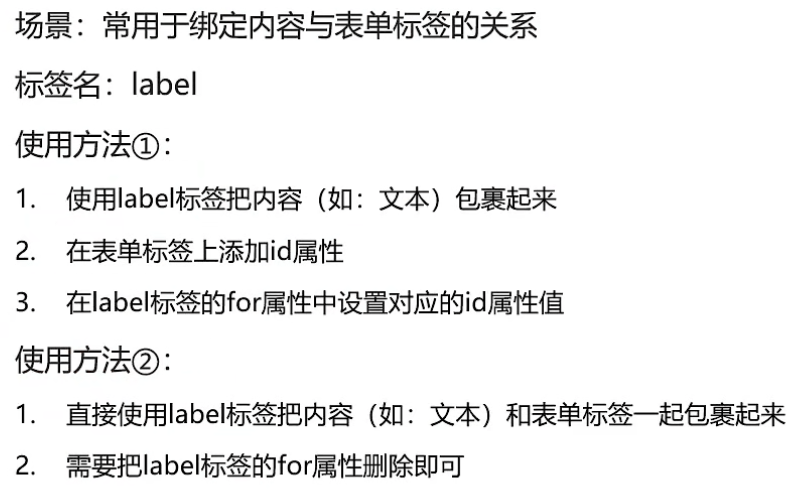 场景：常用于绑定内容与表单标签的关系
标签名：label
使用方法①：
1. 使用label标签把内容（如：文本）包裹起来
2. 在表单标签上添加id属性
3. 在label标签的for属性中设置对应的id属性值
使用方法②：
1. 直接使用label标签把内容（如：文本）和表单标签一起包裹起来
2. 需要把label标签的for属性删除即可